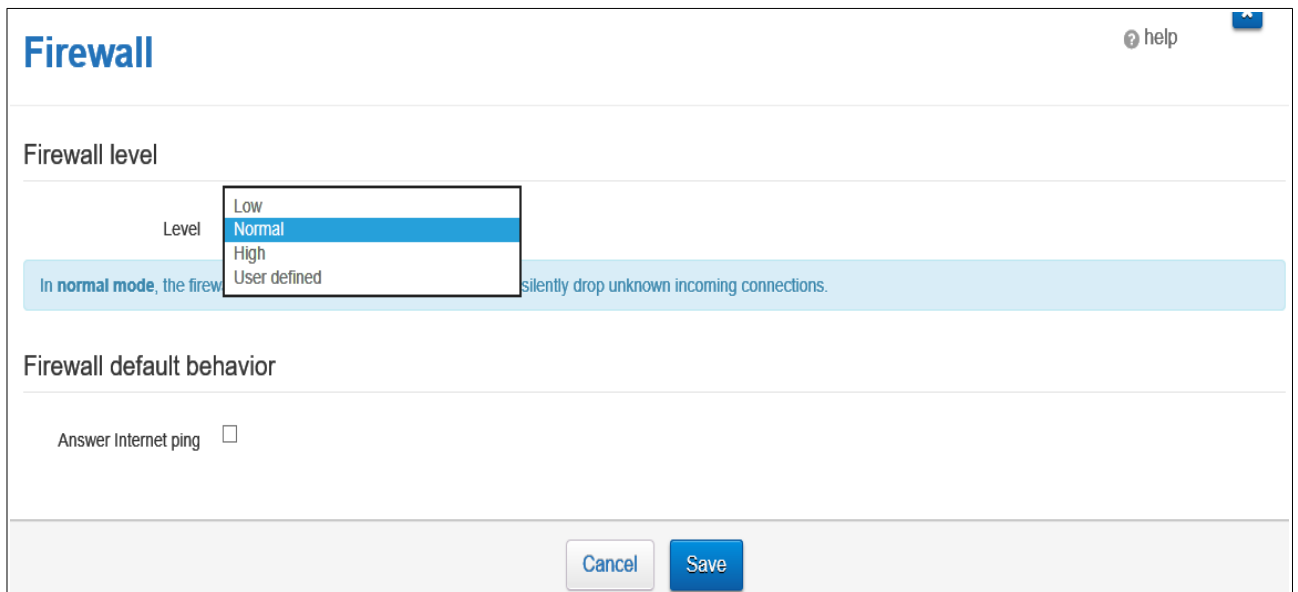 Firewall
help
Firewall level
Level
Low
Normal
High
User defined
In normal mode, the firew silently drop unknown incoming connections.
Firewall default behavior
Answer Internet ping
Cancel
Save